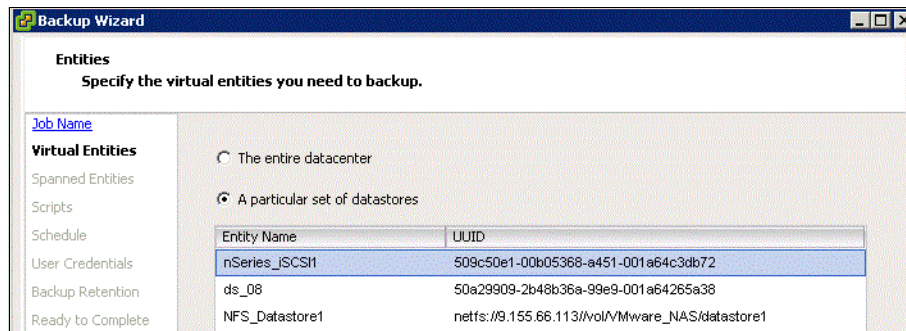 Backup Wizard
Entities
Specify the virtual entities you need to backup.
Job Name
Virtual Entities
Spanned Entities
Scripts
Schedule
User Credentials
Backup Retention
Ready to Complete
The entire datacenter
A particular set of datastores
Entity Name UUID
nSeries_iSCSI1 509c50e1-00b05368-a451-001a64c3db72
ds_08 50a29909-2b48b36a-99e9-001a64265a38
NFS_Datastore1 netfs://9.155.66.113//vol/VMware_NAS/datastore1